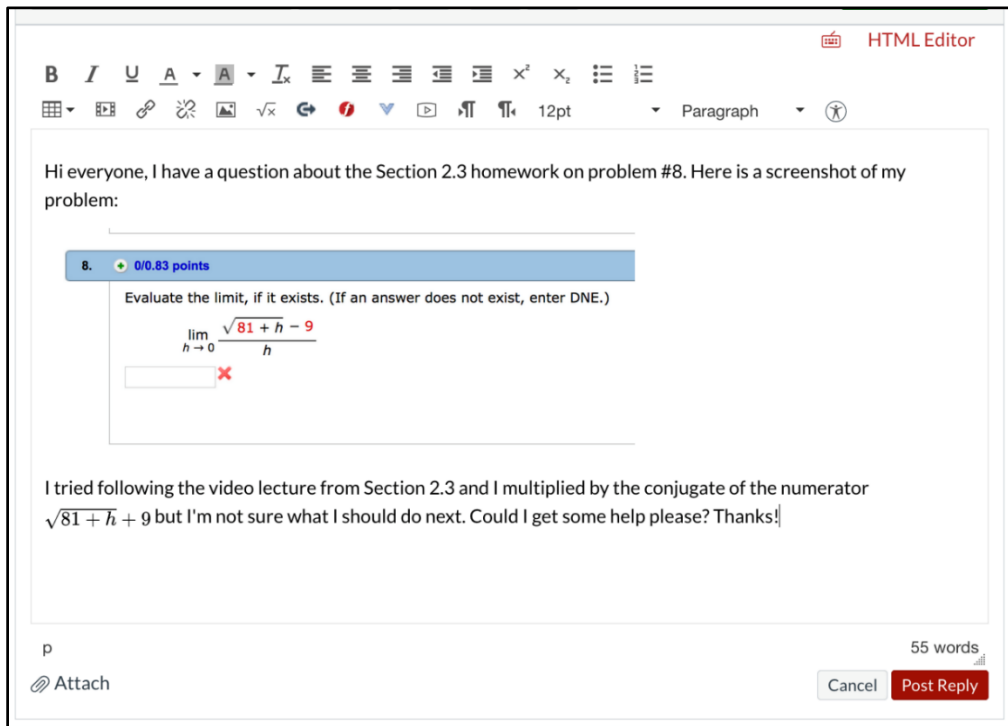 HTML Editor
B I U A A Ix x² x₂
√x 12pt Paragraph
Hi everyone, I have a question about the Section 2.3 homework on problem #8. Here is a screenshot of my
problem:
8. 0/0.83 points
Evaluate the limit, if it exists. (If an answer does not exist, enter DNE.)
lim h → 0 √81 + h − 9
h
I tried following the video lecture from Section 2.3 and I multiplied by the conjugate of the numerator
√81 + h + 9 but I'm not sure what I should do next. Could I get some help please? Thanks!
p 55 words
Attach Cancel Post Reply